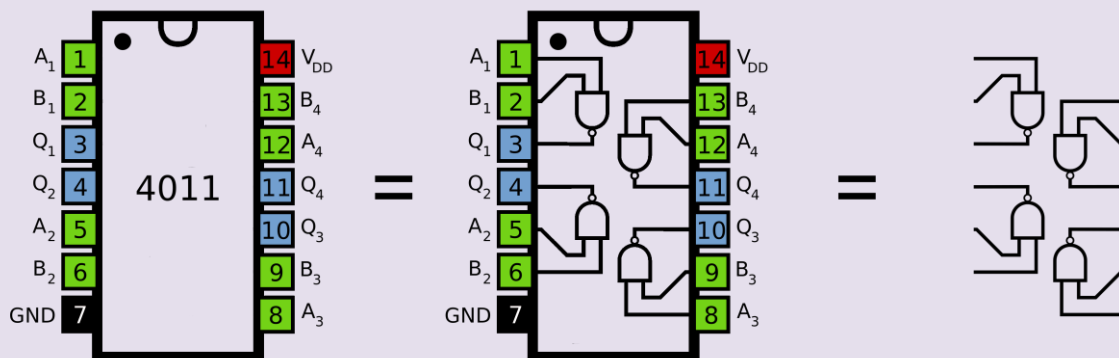 A1 1 14 VDD
B1 2 13 B4
Q1 3 12 A4
Q2 4 4011 11 Q4
A2 5 10 Q3
B2 6 9 B3
GND 7 8 A3
=
A1 1 14 VDD
B1 2 13 B4
Q1 3 12 A4
Q2 4 11 Q4
A2 5 10 Q3
B2 6 9 B3
GND 7 8 A3
=